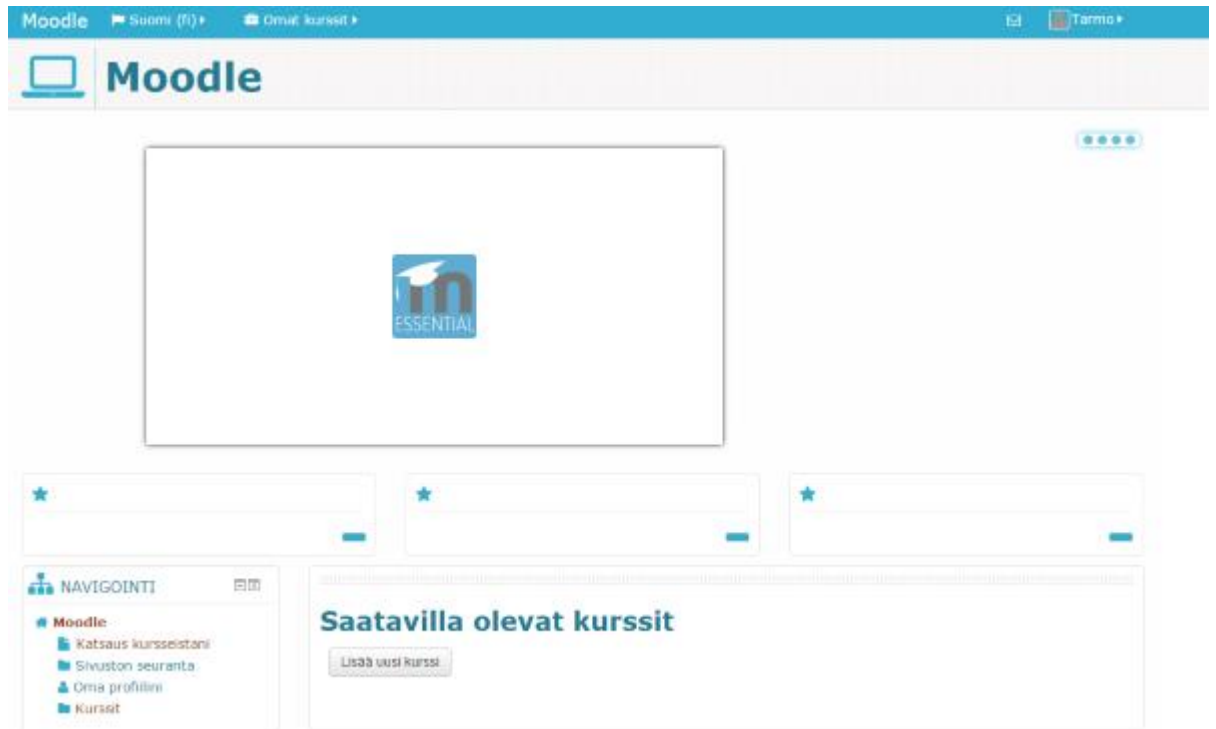 Moodle Suomi (fi) Omat kurssit Tarmo
Moodle
m
ESSENTIAL
NAVIGOINTI
Moodle
Katsaus kursseistani
Sivuston seuranta
Oma profiilini
Kurssit
Saatavilla olevat kurssit
Lisää uusi kurssi